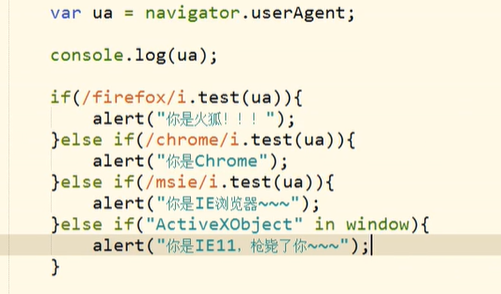 var ua = navigator.userAgent;
console.log(ua);
if(/firefox/i.test(ua)){
alert("你是火狐！！！");
}else if(/chrome/i.test(ua)){
alert("你是Chrome");
}else if(/msie/i.test(ua)){
alert("你是IE浏览器~~~");
}else if("ActiveXObject" in window){
alert("你是IE11，枪毙了你~~~");
}